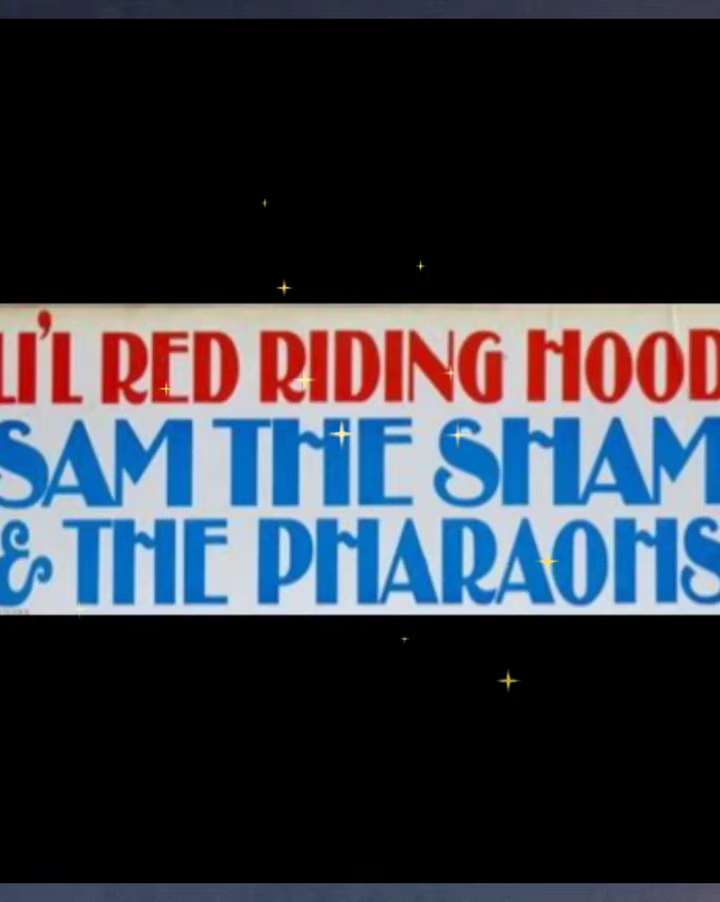 LI'L RED RIDING HOOD
SAM THE SHAM
& THE PHARAOHS